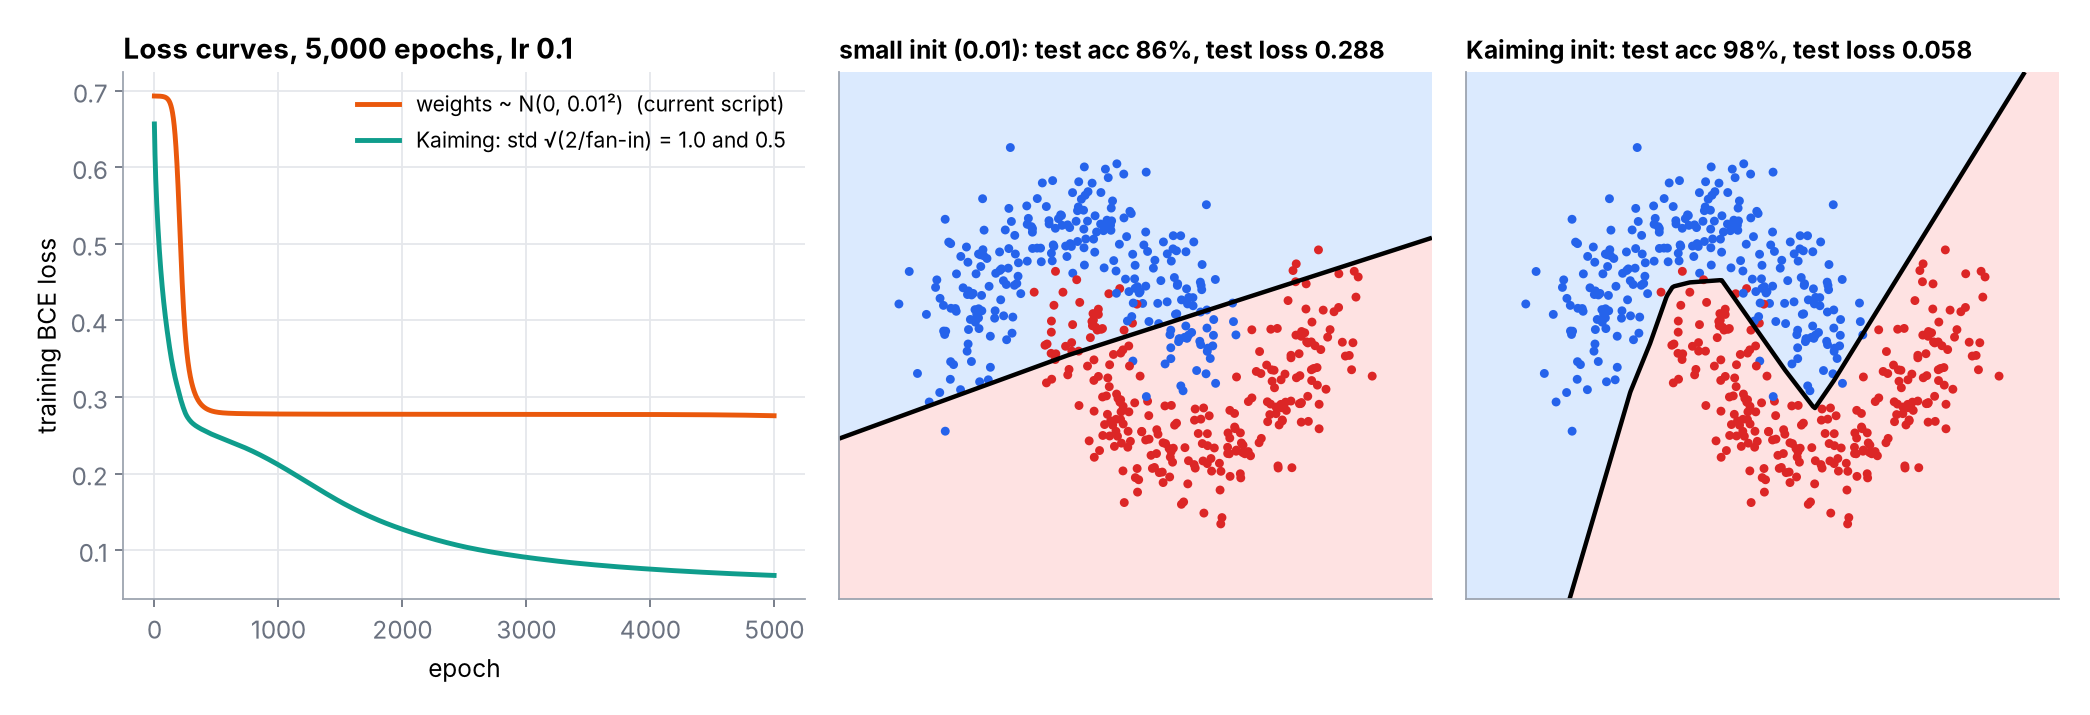 Loss curves, 5,000 epochs, lr 0.1
small init (0.01): test acc 86%, test loss 0.288
Kaiming init: test acc 98%, test loss 0.058
weights ~ N(0, 0.01²)  (current script)
Kaiming: std √(2/fan-in) = 1.0 and 0.5
training BCE loss
0.7
0.6
0.5
0.4
0.3
0.2
0.1
0 1000 2000 3000 4000 5000
epoch